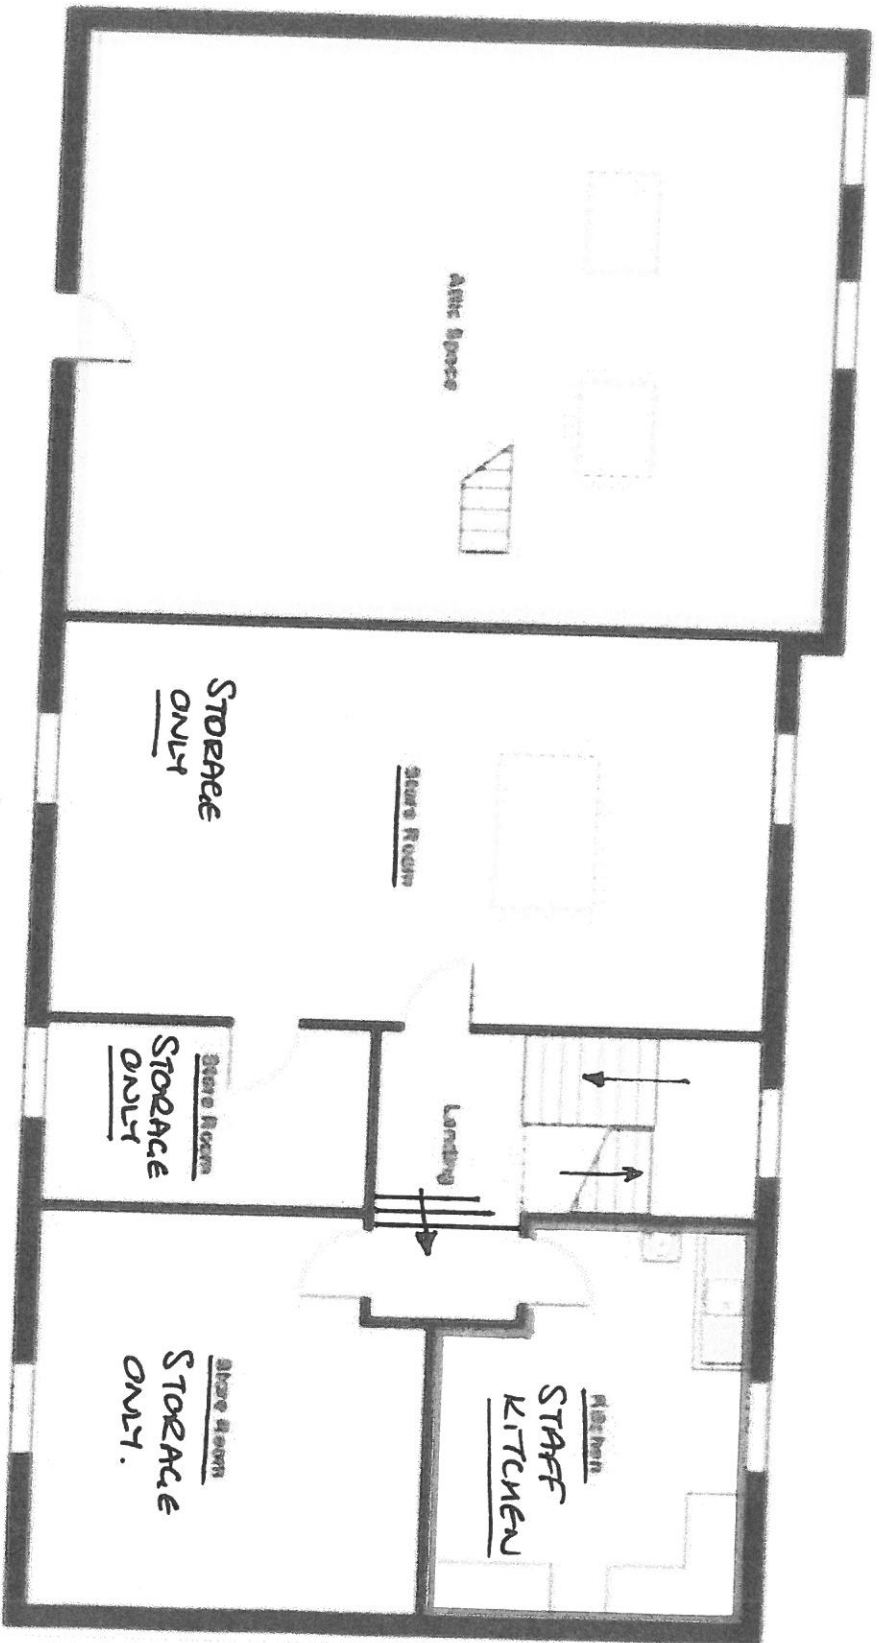 Attic Space
Store Room
STORAGE
ONLY
Landing
Store Room
STORAGE
ONLY
Kitchen
STAFF
KITCHEN
Store Room
STORAGE
ONLY.